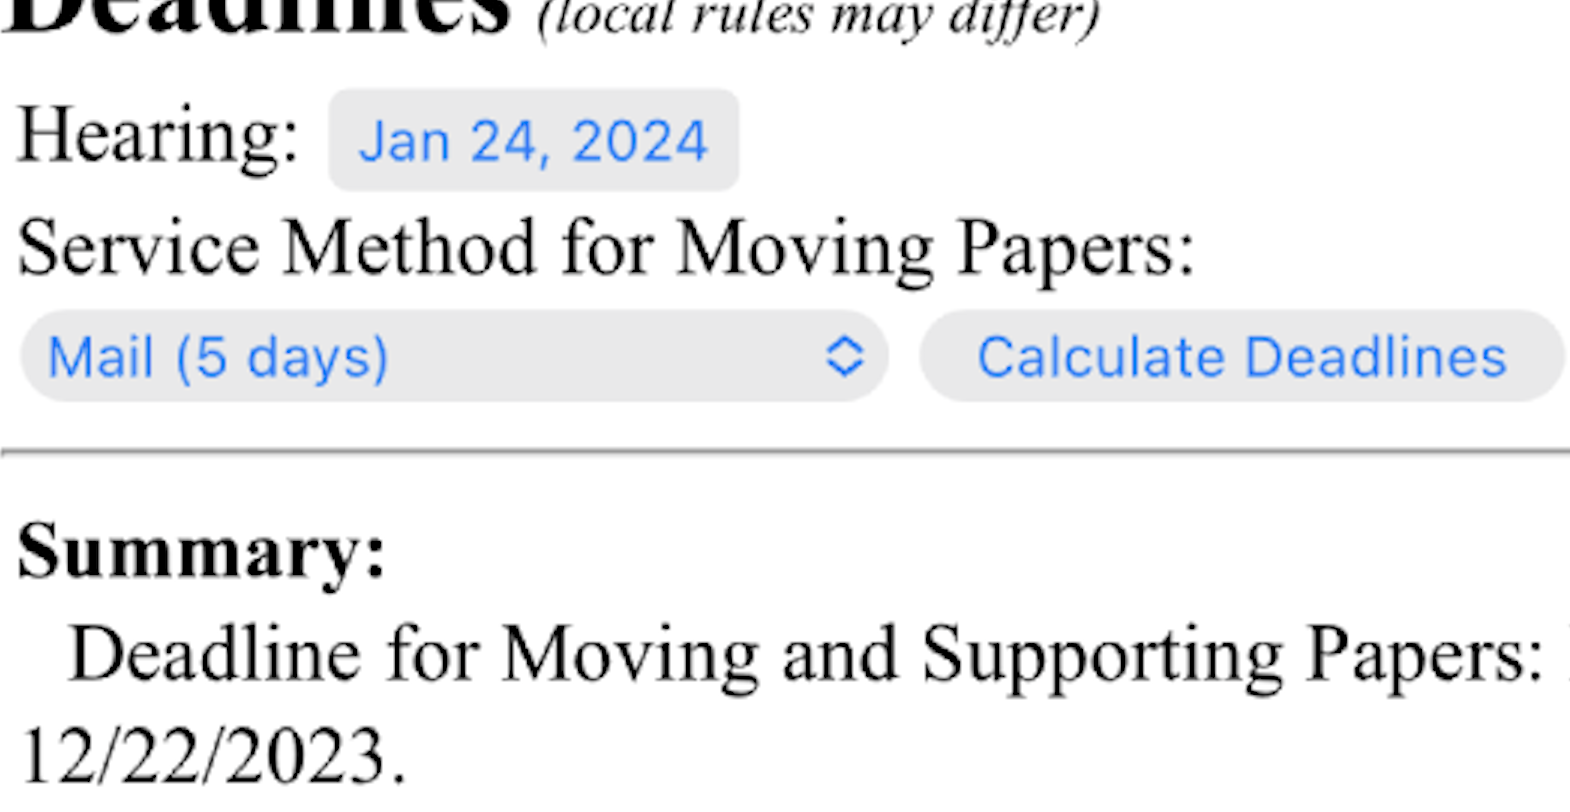 Deadlines (local rules may differ)
Hearing: Jan 24, 2024
Service Method for Moving Papers:
Mail (5 days) Calculate Deadlines
Summary:
Deadline for Moving and Supporting Papers:
12/22/2023.